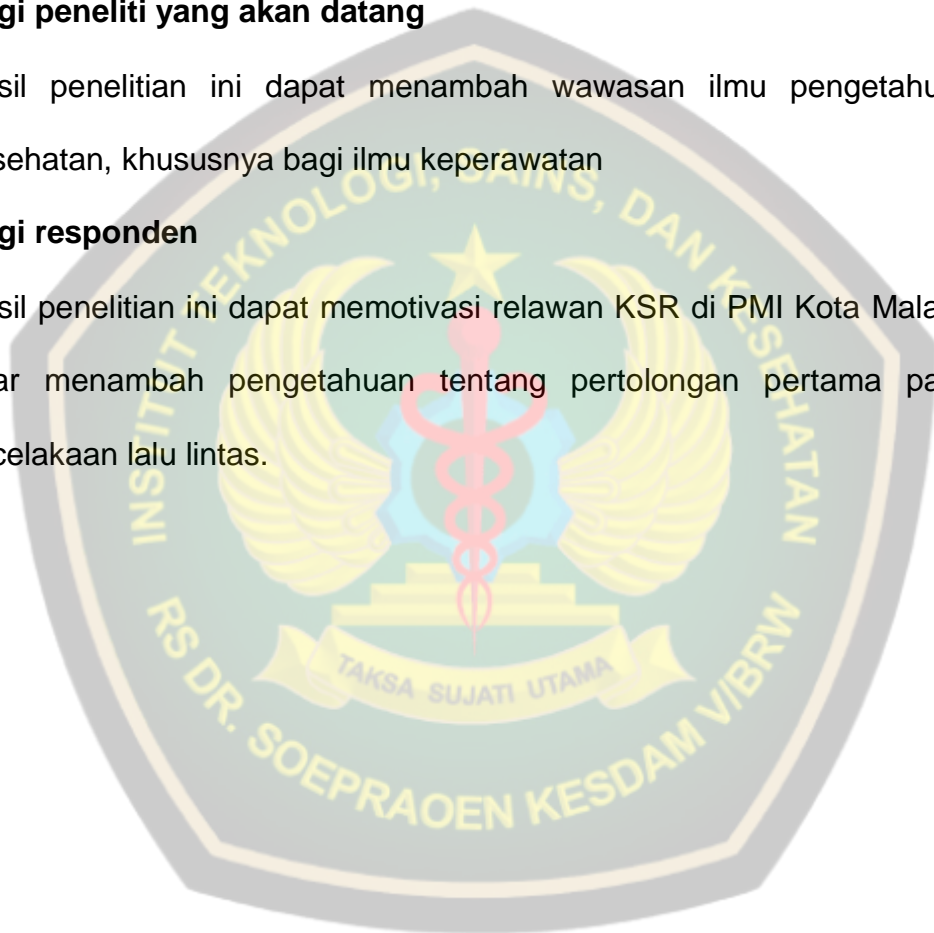 gi peneliti yang akan datang
sil penelitian ini dapat menambah wawasan ilmu pengetahu
sehatan, khususnya bagi ilmu keperawatan
gi responden
sil penelitian ini dapat memotivasi relawan KSR di PMI Kota Mala
ar menambah pengetahuan tentang pertolongan pertama pa
celakaan lalu lintas.
INSTITUT TEKNOLOGI, SAINS, DAN KESEHATAN
TAKSA SUJATI UTAMA
RS DR. SOEPRAOEN KESDAM V/BRW